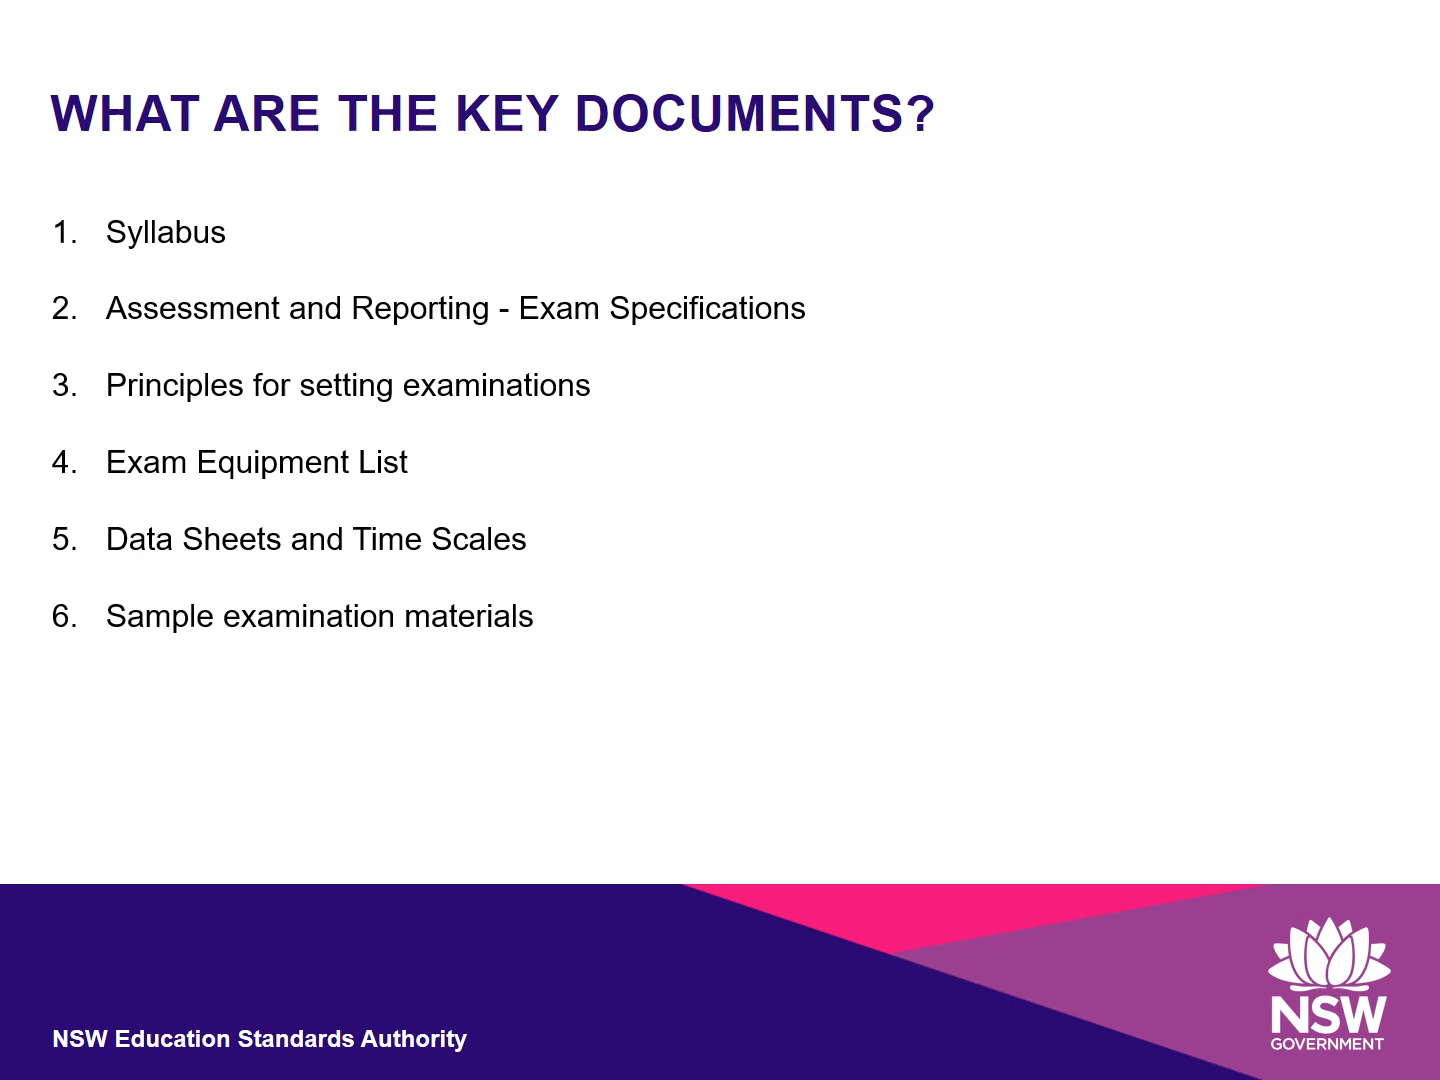 WHAT ARE THE KEY DOCUMENTS?
1. Syllabus
2. Assessment and Reporting - Exam Specifications
3. Principles for setting examinations
4. Exam Equipment List
5. Data Sheets and Time Scales
6. Sample examination materials
NSW Education Standards Authority
NSW
GOVERNMENT